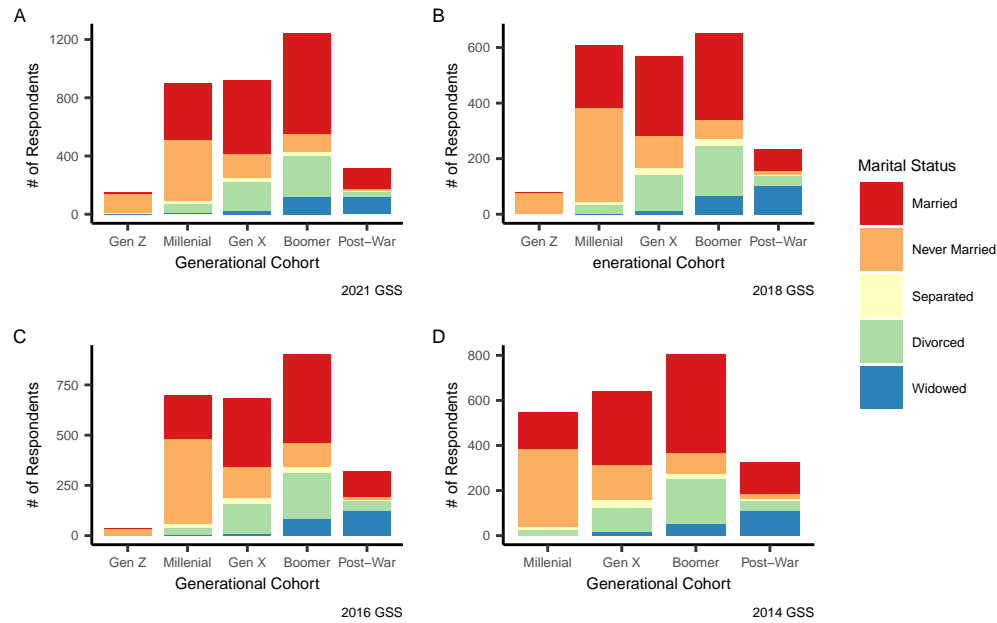 A
# of Respondents
1200
800
400
0
Gen Z Millenial Gen X Boomer Post−War
Generational Cohort
2021 GSS
B
# of Respondents
600
400
200
0
Gen Z Millenial Gen X Boomer Post−War
enerational Cohort
2018 GSS
C
# of Respondents
750
500
250
0
Gen Z Millenial Gen X Boomer Post−War
Generational Cohort
2016 GSS
D
# of Respondents
800
600
400
200
0
Millenial Gen X Boomer Post−War
Generational Cohort
2014 GSS
Marital Status
Married
Never Married
Separated
Divorced
Widowed